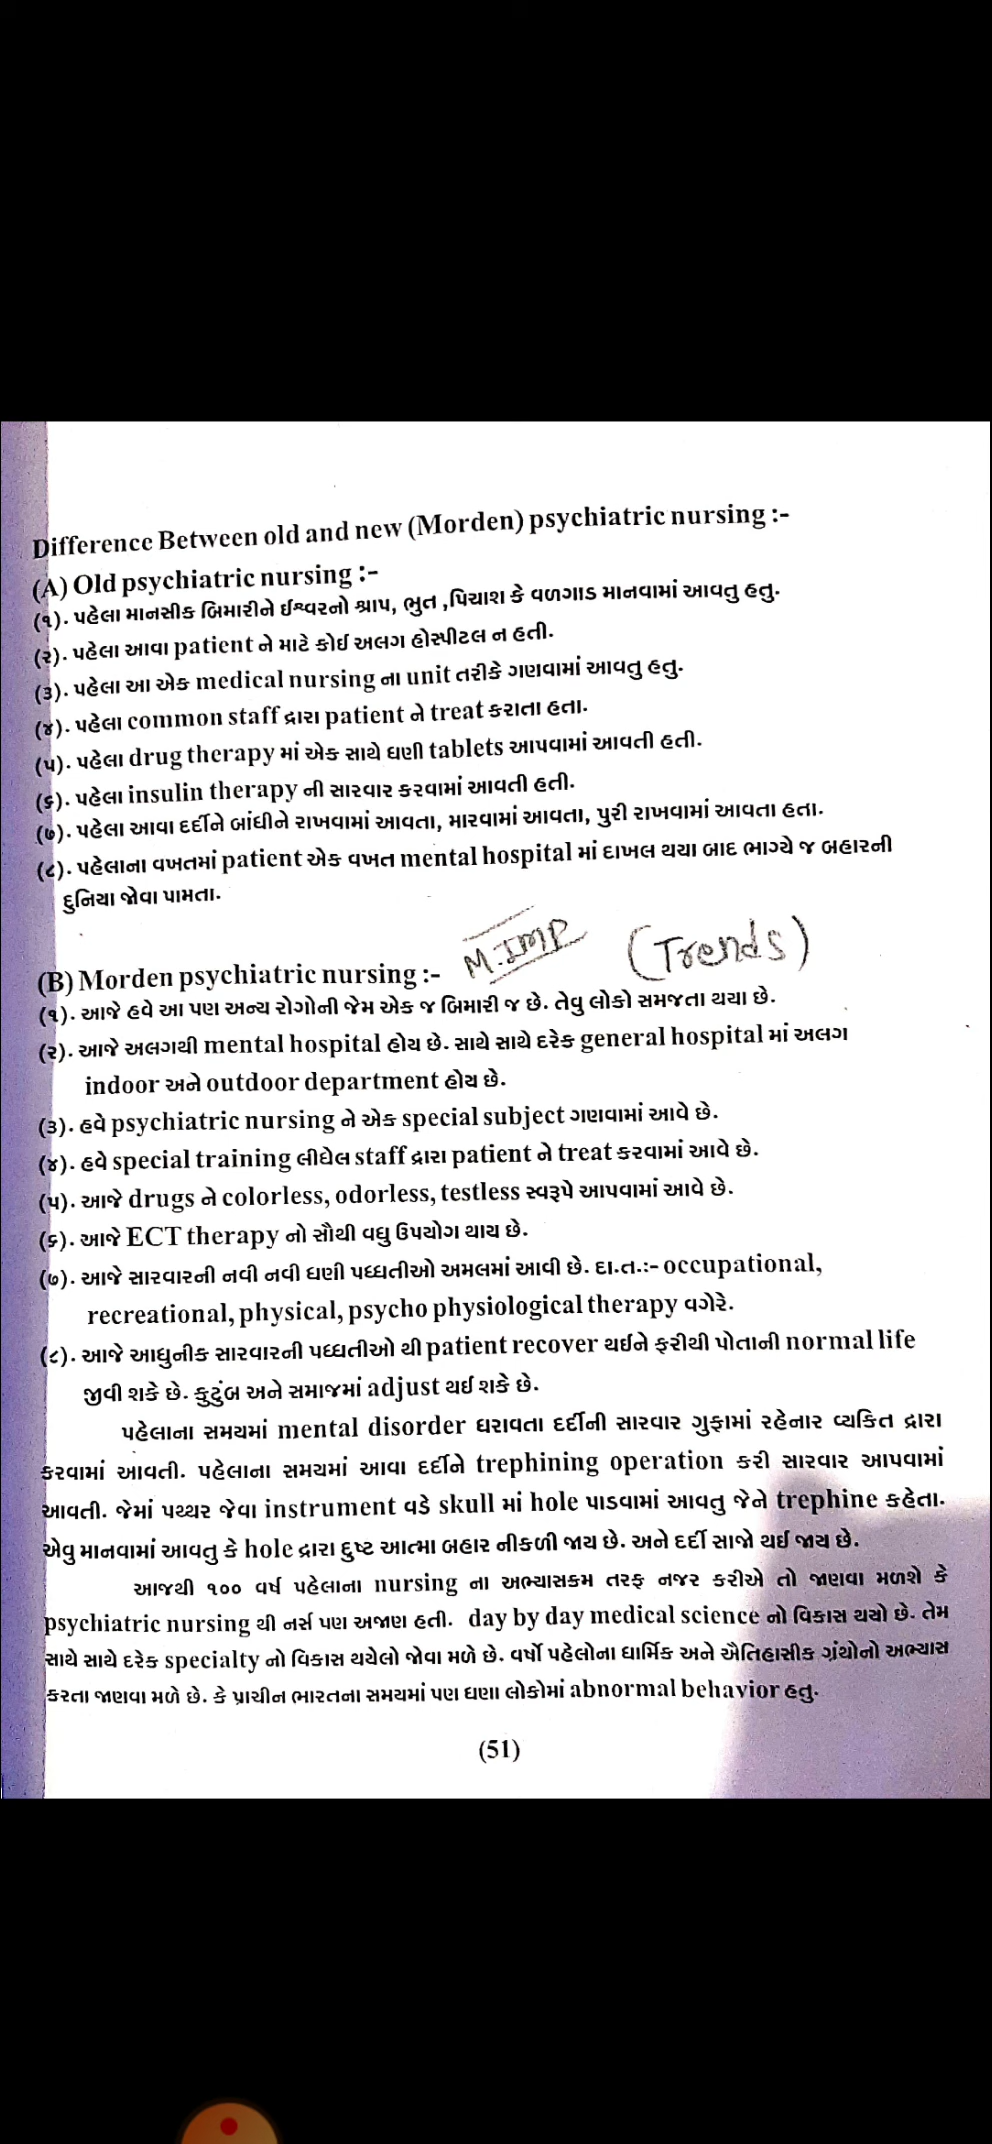 Difference Between old and new (Morden) psychiatric nursing :-
(A) Old psychiatric nursing :-
(૧). પહેલા માનસીક બિમારીને ઈશ્વરનો શ્રાપ, ભુત ,પિચાશ કે વળગાડ માનવામાં આવતુ હતુ.
(૨). પહેલા આવા patient ને માટે કોઈ અલગ હોસ્પીટલ ન હતી.
(૩). પહેલા આ એક medical nursing ના unit તરીકે ગણવામાં આવતુ હતુ.
(૪). પહેલા common staff દ્વારા patient ને treat કરાતા હતા.
(૫). પહેલા drug therapy માં એક સાથે ઘણી tablets આપવામાં આવતી હતી.
(૬). પહેલા insulin therapy ની સારવાર કરવામાં આવતી હતી.
(૭). પહેલા આવા દર્દીને બાંધીને રાખવામાં આવતા, મારવામાં આવતા, પુરી રાખવામાં આવતા હતા.
(૮). પહેલાના વખતમાં patient એક વખત mental hospital માં દાખલ થયા બાદ ભાગ્યે જ બહારની
દુનિયા જોવા પામતા.
M.IMP (Trends)
(B) Morden psychiatric nursing :-
(૧). આજે હવે આ પણ અન્ય રોગોની જેમ એક જ બિમારી જ છે. તેવુ લોકો સમજતા થયા છે.
(૨). આજે અલગથી mental hospital હોય છે. સાથે સાથે દરેક general hospital માં અલગ
indoor અને outdoor department હોય છે.
(૩). હવે psychiatric nursing ને એક special subject ગણવામાં આવે છે.
(૪). હવે special training લીધેલ staff દ્વારા patient ને treat કરવામાં આવે છે.
(૫). આજે drugs ને colorless, odorless, testless સ્વરૂપે આપવામાં આવે છે.
(૬). આજે ECT therapy નો સૌથી વધુ ઉપયોગ થાય છે.
(૭). આજે સારવારની નવી નવી ઘણી પધ્ધતીઓ અમલમાં આવી છે. દા.ત.:- occupational,
recreational, physical, psycho physiological therapy વગેરે.
(૮). આજે આધુનીક સારવારની પધ્ધતીઓ થી patient recover થઈને ફરીથી પોતાની normal life
જીવી શકે છે. કુટુંબ અને સમાજમાં adjust થઈ શકે છે.
પહેલાના સમયમાં mental disorder ધરાવતા દર્દીની સારવાર ગુફામાં રહેનાર વ્યકિત દ્વારા
કરવામાં આવતી. પહેલાના સમયમાં આવા દર્દીને trephining operation કરી સારવાર આપવામાં
આવતી. જેમાં પથ્થર જેવા instrument વડે skull માં hole પાડવામાં આવતુ જેને trephine કહેતા.
એવુ માનવામાં આવતુ કે hole દ્વારા દુષ્ટ આત્મા બહાર નીકળી જાય છે. અને દર્દી સાજો થઈ જાય છે.
આજથી ૧૦૦ વર્ષ પહેલાના nursing ના અભ્યાસક્રમ તરફ નજર કરીએ તો જાણવા મળશે કે
psychiatric nursing થી નર્સ પણ અજાણ હતી. day by day medical science નો વિકાસ થયો છે. તેમ
સાથે સાથે દરેક specialty નો વિકાસ થયેલો જોવા મળે છે. વર્ષો પહેલોના ધાર્મિક અને ઐતિહાસીક ગ્રંથોનો અભ્યાસ
કરતા જાણવા મળે છે. કે પ્રાચીન ભારતના સમયમાં પણ ઘણા લોકોમાં abnormal behavior હતુ.
(51)